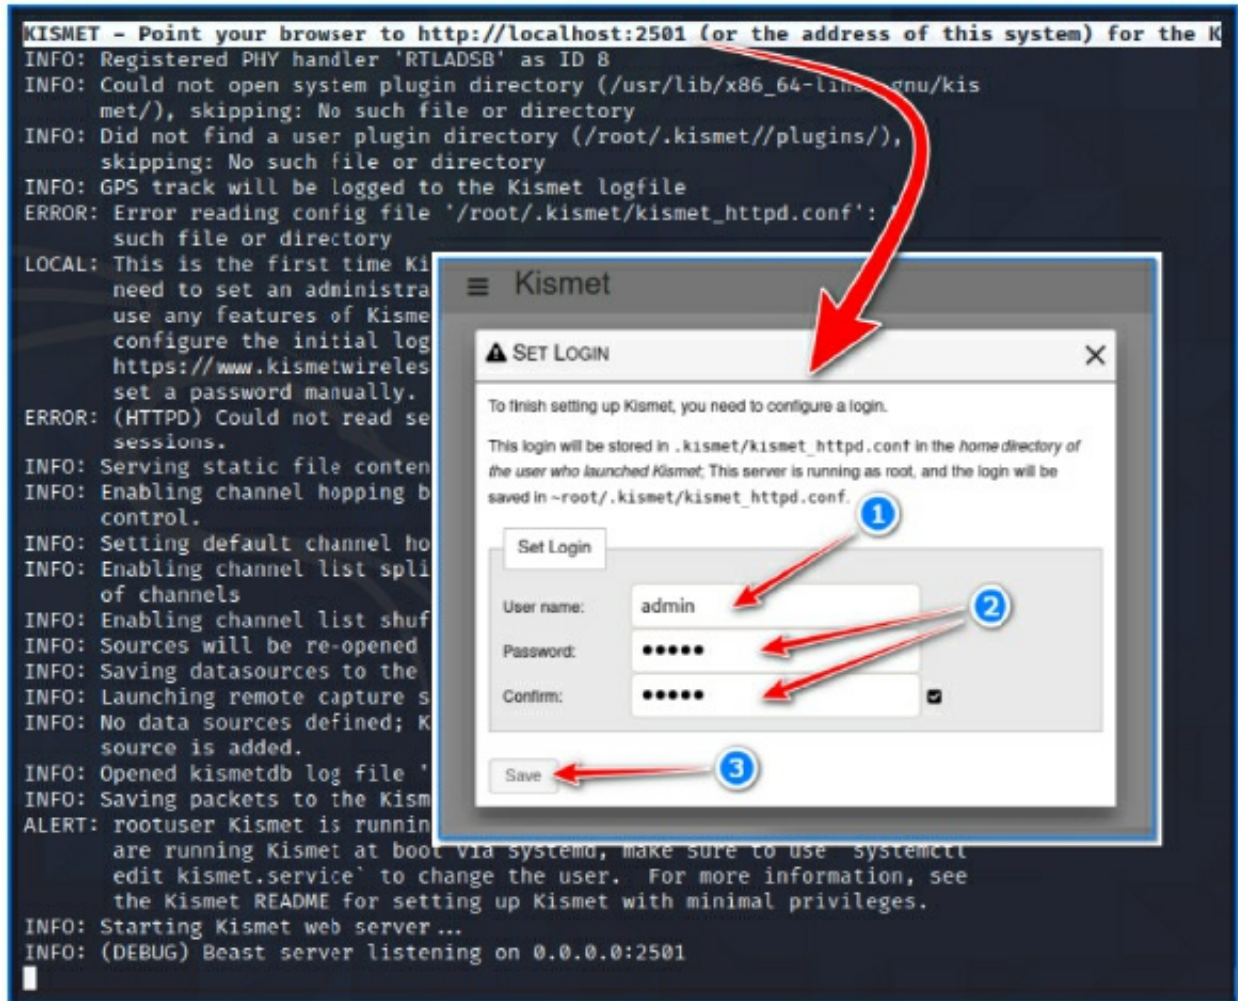 KISMET – Point your browser to http://localhost:2501 (or the address of this system) for the K
INFO: Registered PHY handler 'RTLADSB' as ID 8
INFO: Could not open system plugin directory (/usr/lib/x86_64-linux-gnu/kis
met/), skipping: No such file or directory
INFO: Did not find a user plugin directory (/root/.kismet//plugins/),
skipping: No such file or directory
INFO: GPS track will be logged to the Kismet logfile
ERROR: Error reading config file '/root/.kismet/kismet_httpd.conf':
such file or directory
LOCAL: This is the first time Ki
need to set an administra
use any features of Kisme
configure the initial log
https://www.kismetwireles
set a password manually.
ERROR: (HTTPD) Could not read se
sessions.
INFO: Serving static file conten
INFO: Enabling channel hopping b
control.
INFO: Setting default channel ho
INFO: Enabling channel list spli
of channels
INFO: Enabling channel list shuf
INFO: Sources will be re-opened
INFO: Saving datasources to the
INFO: Launching remote capture s
INFO: No data sources defined; K
source is added.
INFO: Opened kismetdb log file '
INFO: Saving packets to the Kism
ALERT: rootuser Kismet is runnin
are running Kismet at boot via systemd, make sure to use `systemctl
edit kismet.service` to change the user. For more information, see
the Kismet README for setting up Kismet with minimal privileges.
INFO: Starting Kismet web server...
INFO: (DEBUG) Beast server listening on 0.0.0.0:2501
Kismet
SET LOGIN
To finish setting up Kismet, you need to configure a login.
This login will be stored in .kismet/kismet_httpd.conf in the home directory of
the user who launched Kismet; This server is running as root, and the login will be
saved in ~root/.kismet/kismet_httpd.conf.
1
Set Login
User name: admin
2
Password: •••••
Confirm: •••••
Save
3